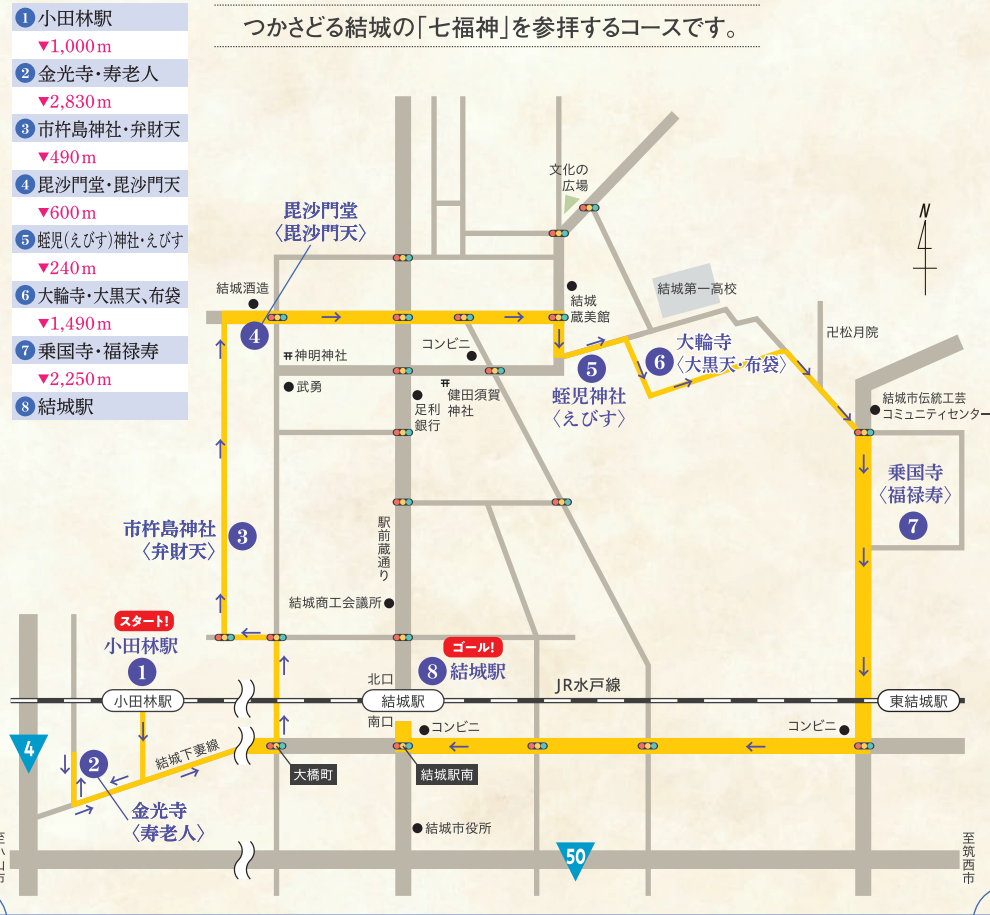 つかさどる結城の「七福神」を参拝するコースです。
1 小田林駅
▼1,000m
2 金光寺・寿老人
▼2,830m
3 市杵島神社・弁財天
▼490m
4 毘沙門堂・毘沙門天
▼600m
5 蛭児(えびす)神社・えびす
▼240m
6 大輪寺・大黒天、布袋
▼1,490m
7 乗国寺・福禄寿
▼2,250m
8 結城駅
文化の
広場
N
毘沙門堂
〈毘沙門天〉
結城酒造
4
結城
蔵美館
結城第一高校
卍松月院
神明神社
武勇
コンビニ
健田須賀
神社
足利
銀行
5
蛭児神社
〈えびす〉
6
大輪寺
〈大黒天・布袋〉
結城市伝統工芸
コミュニティセンター
乗国寺
〈福禄寿〉
7
市杵島神社
〈弁財天〉
3
駅前蔵通り
結城商工会議所
スタート!
小田林駅
1
小田林駅
ゴール!
8 結城駅
北口
結城駅
南口
JR水戸線
東結城駅
コンビニ
コンビニ
4
2
結城下妻線
大橋町
結城駅南
金光寺
〈寿老人〉
結城市役所
50
至小山市
至筑西市